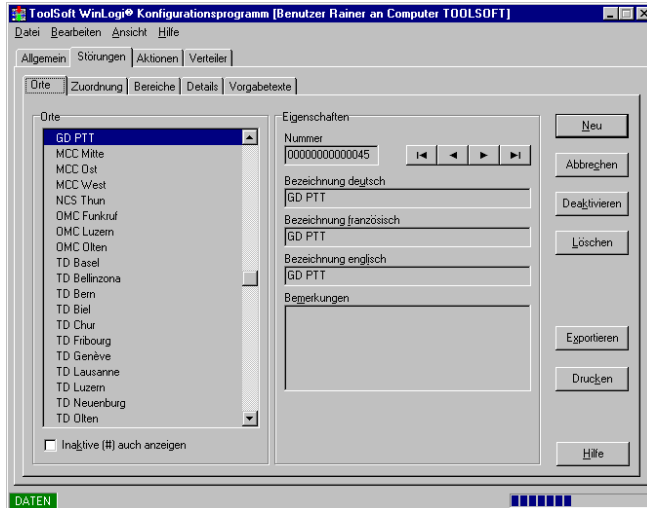 ToolSoft WinLogi® Konfigurationsprogramm [Benutzer Rainer an Computer TOOLSOFT]
Datei Bearbeiten Ansicht Hilfe
Allgemein Störungen Aktionen Verteiler
Orte Zuordnung Bereiche Details Vorgabetexte
Orte
GD PTT
MCC Mitte
MCC Ost
MCC West
NCS Thun
OMC Funkruf
OMC Luzern
OMC Olten
TD Basel
TD Bellinzona
TD Bern
TD Biel
TD Chur
TD Fribourg
TD Genève
TD Lausanne
TD Luzern
TD Neuenburg
TD Olten
Inaktive (#) auch anzeigen
Eigenschaften
Nummer
00000000000045
Bezeichnung deutsch
GD PTT
Bezeichnung französisch
GD PTT
Bezeichnung englisch
GD PTT
Bemerkungen
Neu
Abbrechen
Deaktivieren
Löschen
Exportieren
Drucken
Hilfe
DATEN